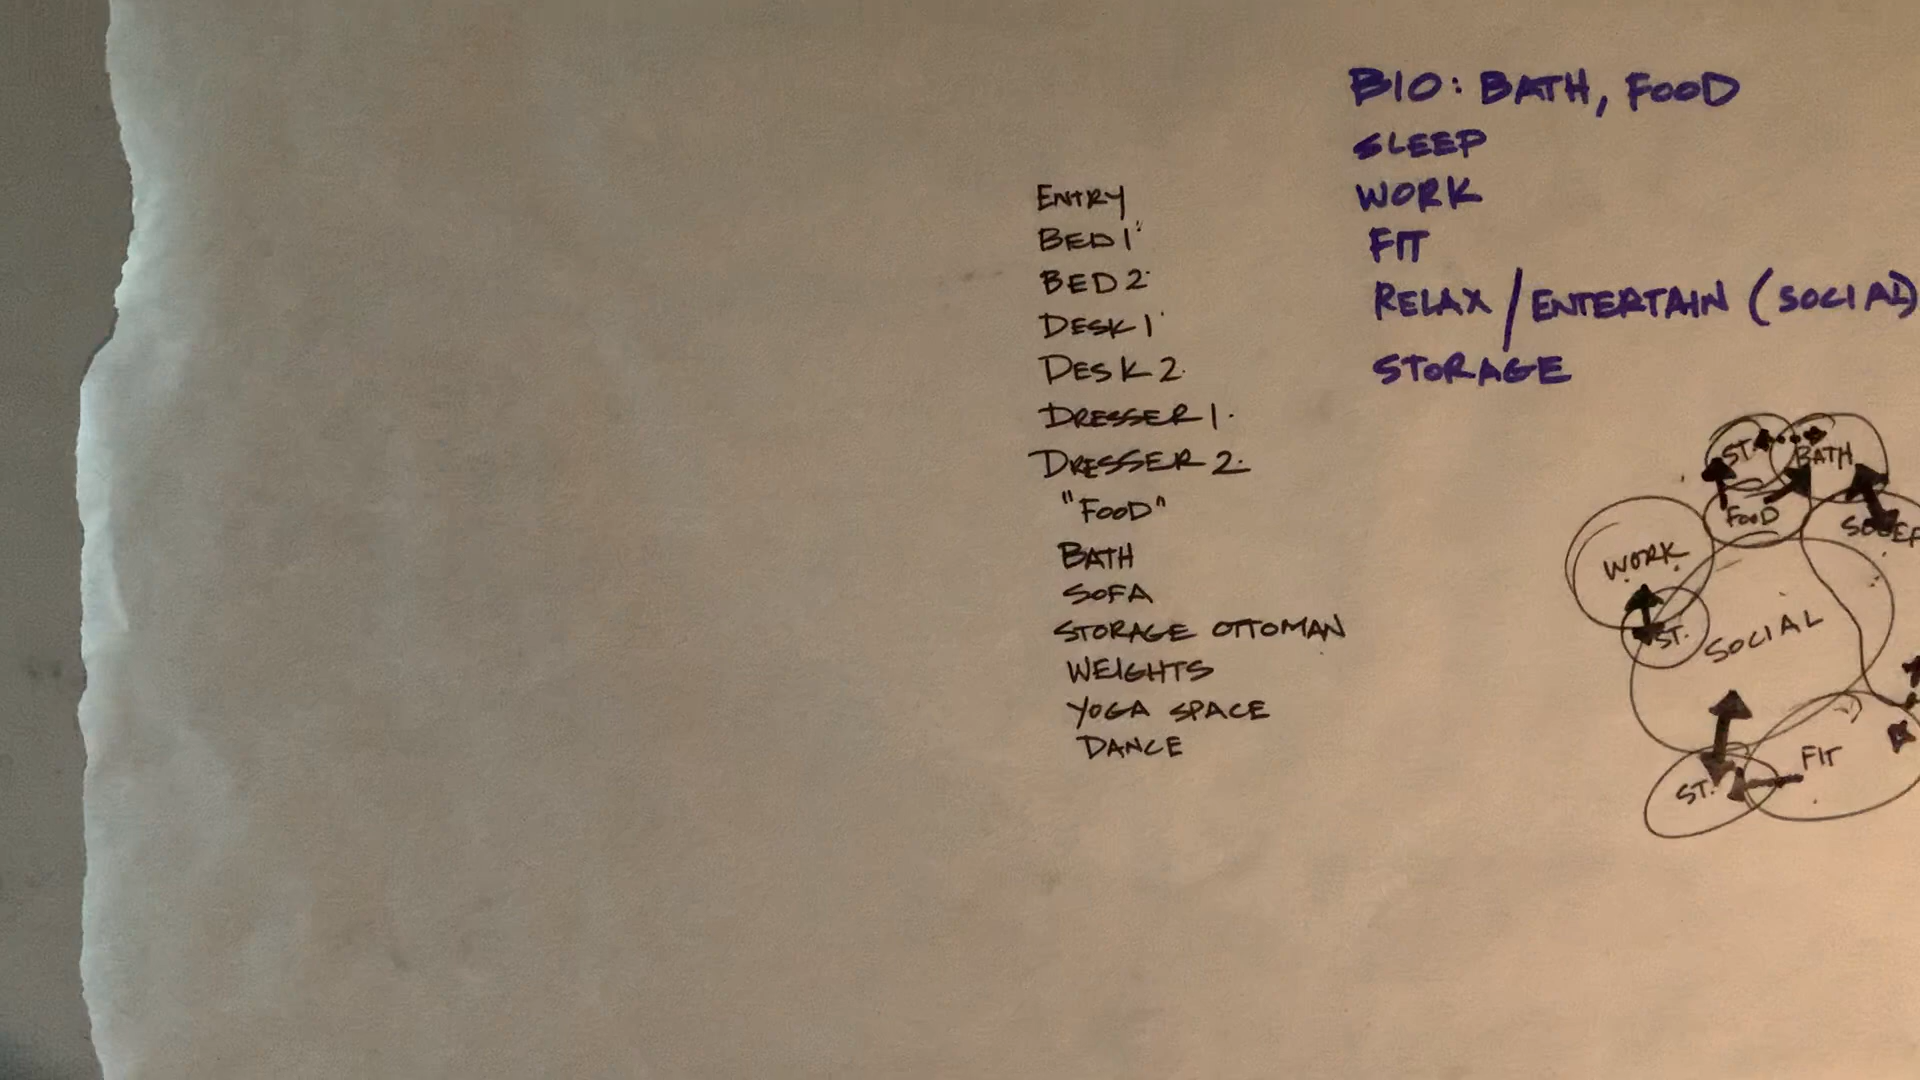 BIO: BATH, FOOD
SLEEP
WORK
FIT
RELAX / ENTERTAIN (SOCIAL)
STORAGE
ENTRY
BED 1
BED 2
DESK 1
DESK 2
DRESSER 1
DRESSER 2
"FOOD"
BATH
SOFA
STORAGE OTTOMAN
WEIGHTS
YOGA SPACE
DANCE
ST.
BATH
FOOD
WORK
ST.
SOCIAL
FIT
ST.